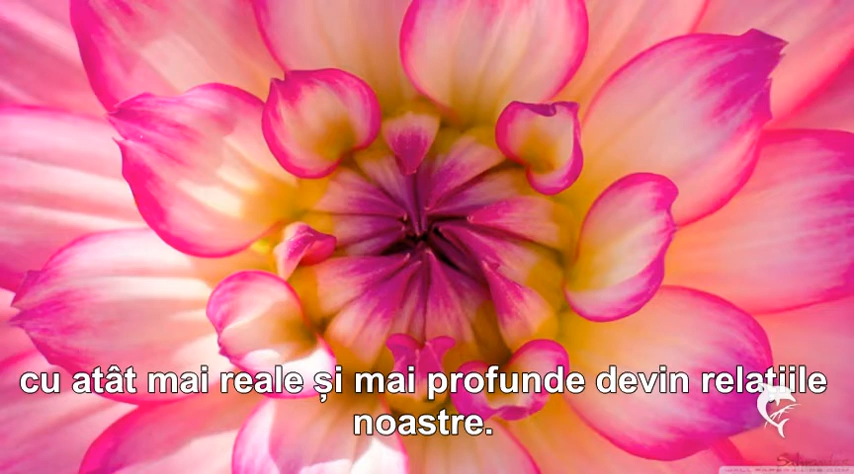 cu atât mai reale și mai profunde devin relațiile
noastre.